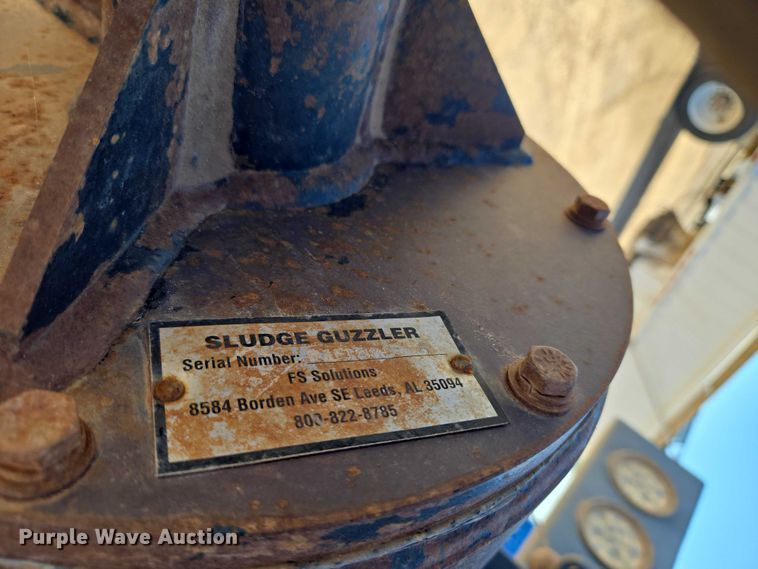 SLUDGE GUZZLER
Serial Number:
FS Solutions
8584 Borden Ave SE Leeds, AL 35094
800-822-8785
Purple Wave Auction